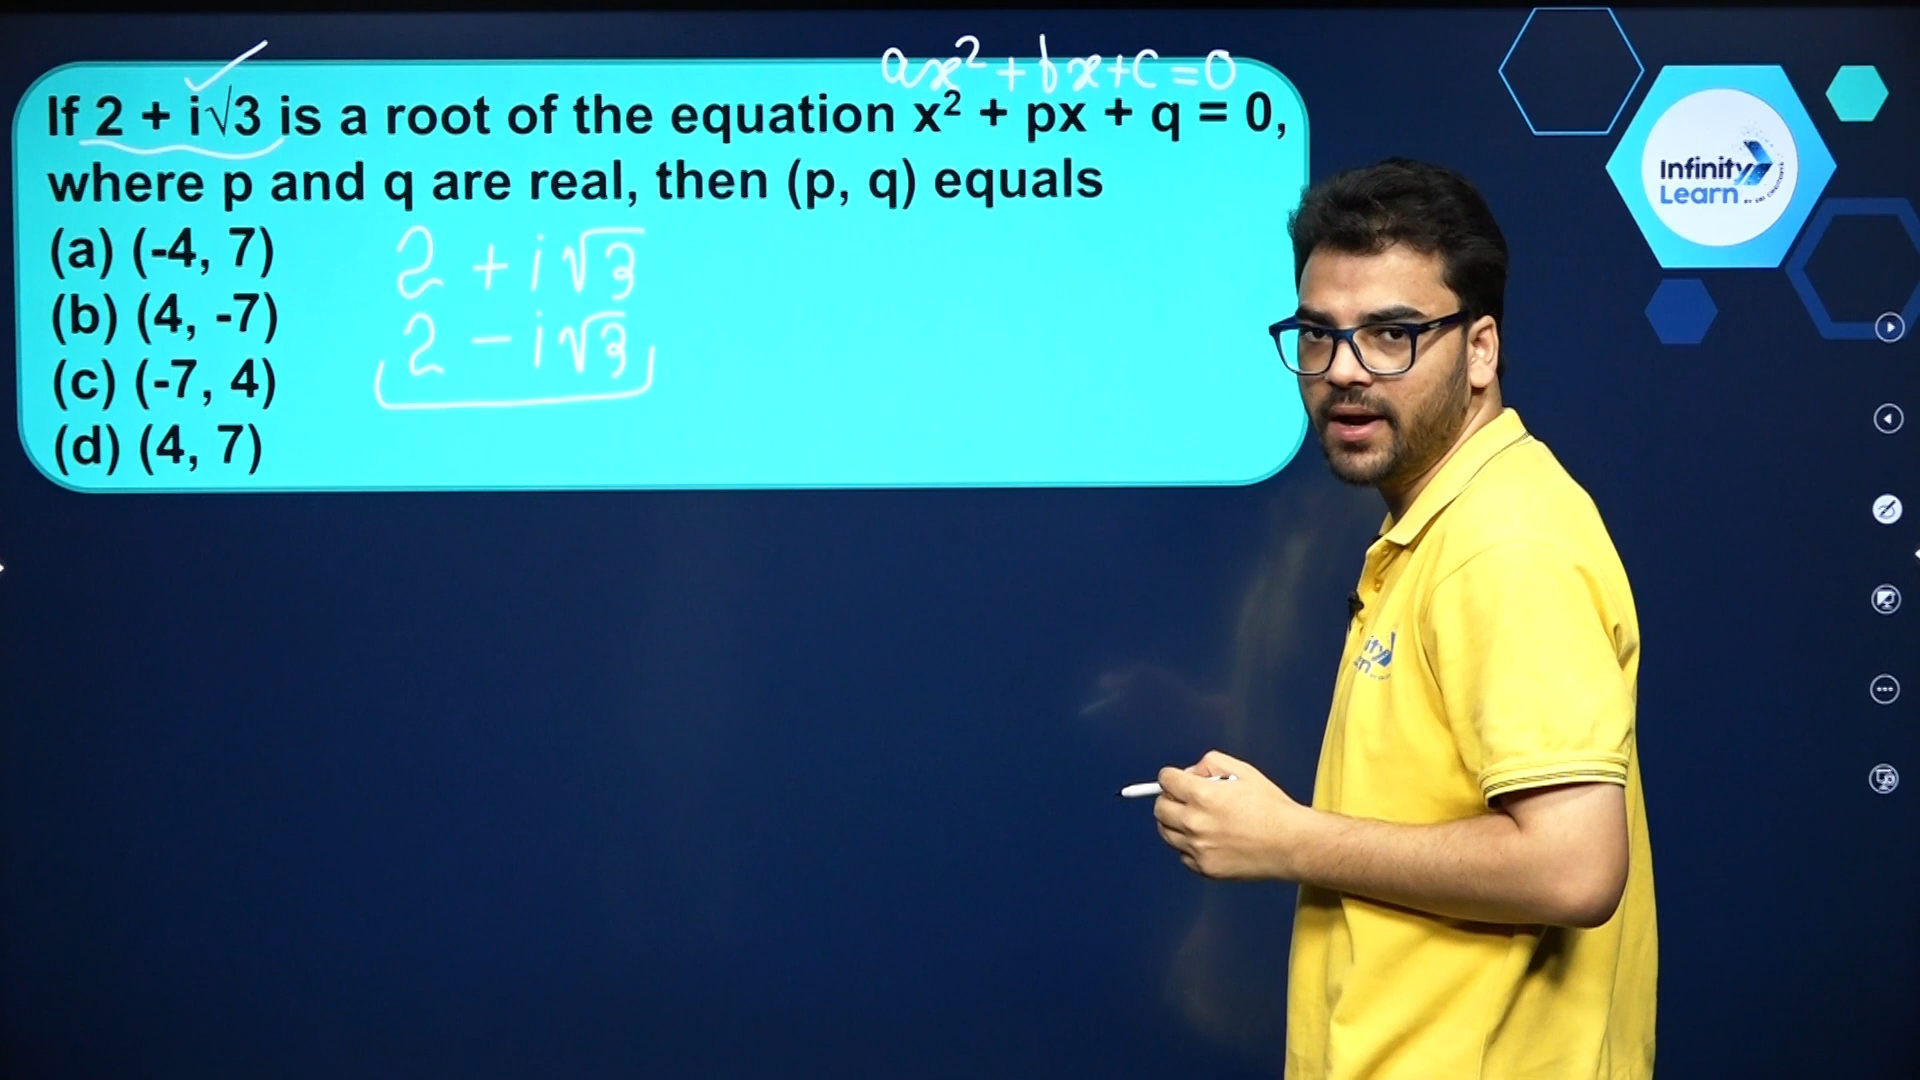 ax² + bx + c = 0
If 2 + i√3 is a root of the equation x² + px + q = 0,
where p and q are real, then (p, q) equals
(a) (-4, 7)
(b) (4, -7)
(c) (-7, 4)
(d) (4, 7)
2 + i√3
2 - i√3
Infinity
Learn